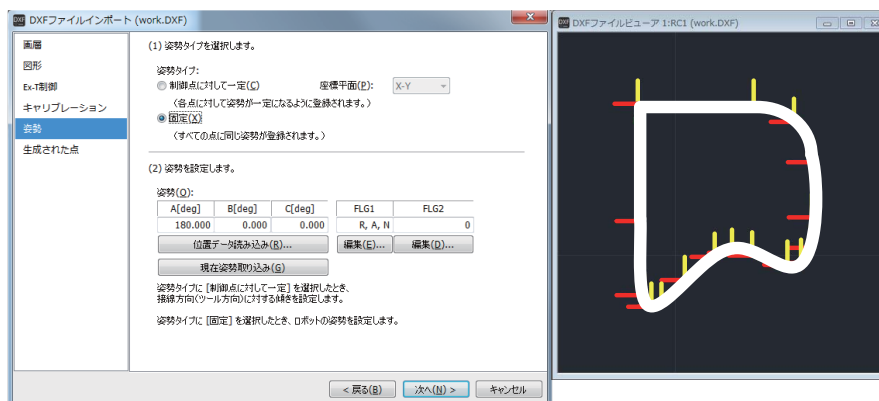 DXFファイルインポート (work.DXF)
画層
図形
Ex-T制御
キャリブレーション
姿勢
生成された点
(1) 姿勢タイプを選択します。
姿勢タイプ:
制御点に対して一定(C)
座標平面(P):
X-Y
(各点に対して姿勢が一定になるように登録されます。)
固定(X)
(すべての点に同じ姿勢が登録されます。)
(2) 姿勢を設定します。
姿勢(O):
A[deg] B[deg] C[deg] FLG1 FLG2
180.000 0.000 0.000 R, A, N 0
位置データ読み込み(R)... 編集(E)... 編集(D)...
現在姿勢取り込み(G)
姿勢タイプに [制御点に対して一定] を選択したとき、
接線方向(ツール方向)に対する傾きを設定します。
姿勢タイプに [固定] を選択したとき、ロボットの姿勢を設定します。
< 戻る(B) 次へ(N) > キャンセル
DXFファイルビューア 1:RC1 (work.DXF)